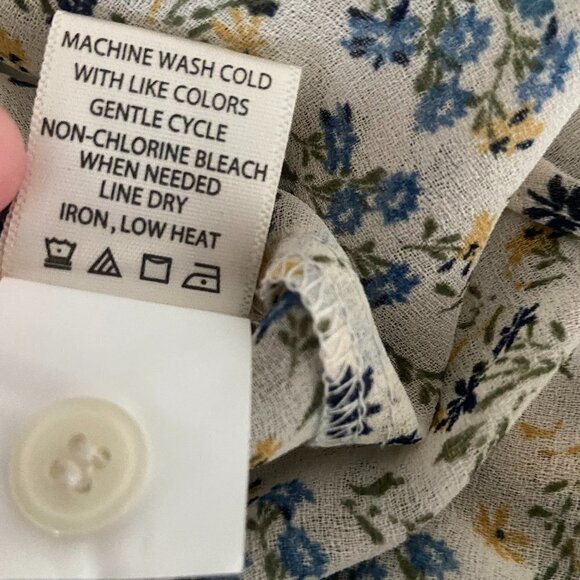 MACHINE WASH COLD
WITH LIKE COLORS
GENTLE CYCLE
NON-CHLORINE BLEACH
WHEN NEEDED
LINE DRY
IRON, LOW HEAT